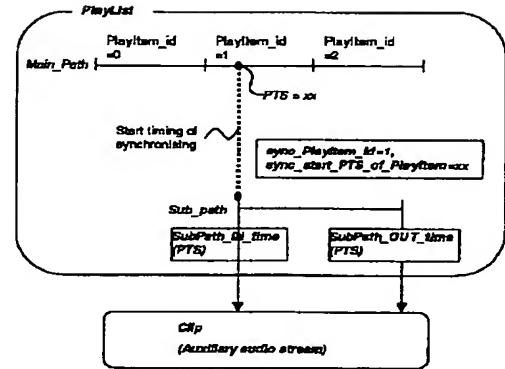 PlayList
PlayItem_id PlayItem_id PlayItem_id
=0 =1 =2
Main_Path
PTS = xx
Start timing of
synchronising
sync_PlayItem_id=1,
sync_start_PTS_of_PlayItem=xx
Sub_path
SubPath_IN_time SubPath_OUT_time
(PTS) (PTS)
Clip
(Auxiliary audio stream)